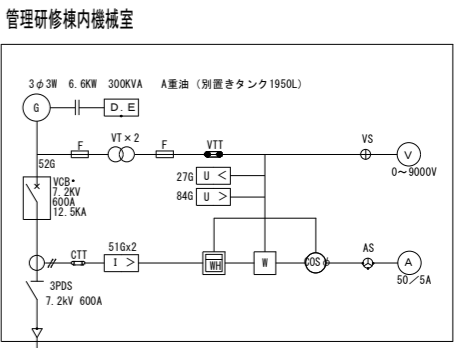 管理研修棟内機械室
3φ3W 6.6KW 300KVA A重油 (別置きタンク1950L)
G
D.E
F VT×2 F VTT VS
V
52G
0～9000V
27G U <
VCB・
7.2KV
84G U >
600A
12.5KA
51Gx2
CTT
I >
WH
W
COS
AS
A
50／5A
3PDS
7.2kV 600A